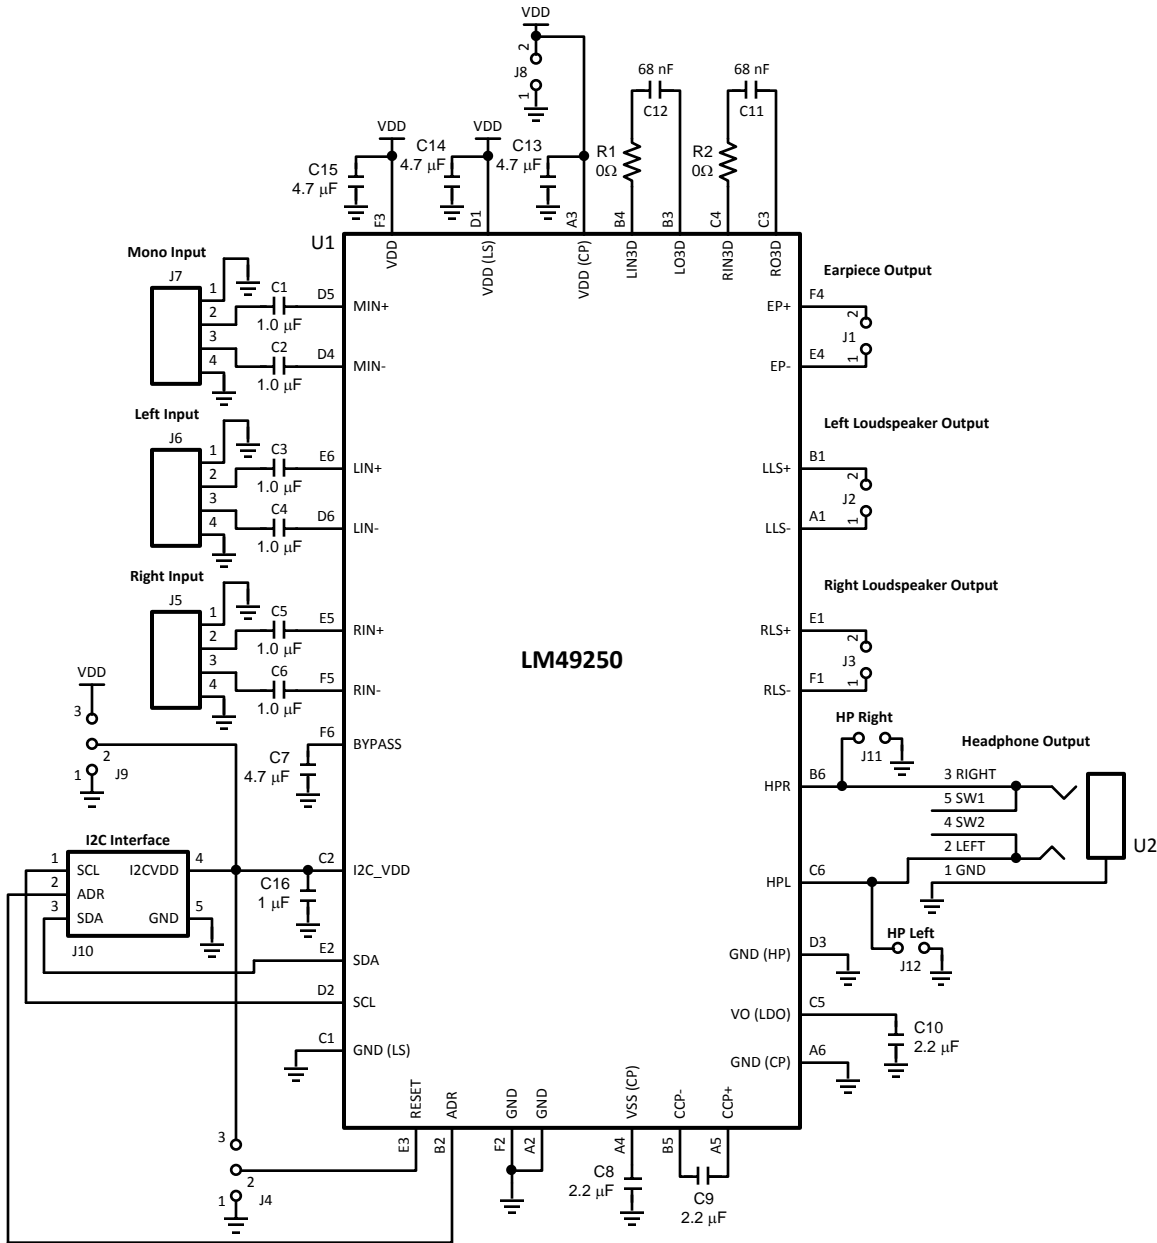 VDD
2
J8
1
68 nF
C12
68 nF
C11
VDD
C15
4.7 µF
C14
4.7 µF
VDD
C13
4.7 µF
R1
0Ω
R2
0Ω
F3
D1
A3
B4
B3
C4
C3
U1
VDD
VDD (LS)
VDD (CP)
LIN3D
LO3D
RIN3D
RO3D
Mono Input
J7
1
2
3
4
C1
1.0 µF
C2
1.0 µF
D5
MIN+
D4
MIN-
Left Input
J6
1
2
3
4
C3
1.0 µF
C4
1.0 µF
E6
LIN+
D6
LIN-
Right Input
J5
1
2
3
4
C5
1.0 µF
C6
1.0 µF
E5
RIN+
F5
RIN-
LM49250
Earpiece Output
EP+
F4
2
J1
1
EP-
E4
Left Loudspeaker Output
LLS+
B1
2
J2
1
LLS-
A1
Right Loudspeaker Output
RLS+
E1
2
J3
1
RLS-
F1
VDD
3
2
1
J9
F6
BYPASS
C7
4.7 µF
HP Right
J11
Headphone Output
HPR
B6
3 RIGHT
5 SW1
4 SW2
2 LEFT
1 GND
U2
HPL
C6
HP Left
J12
I2C Interface
1
SCL
2
ADR
3
SDA
I2CVDD
4
GND
5
J10
C2
I2C_VDD
C16
1 µF
E2
SDA
D2
SCL
C1
GND (LS)
GND (HP)
D3
VO (LDO)
C5
C10
2.2 µF
GND (CP)
A6
RESET
ADR
GND
GND
VSS (CP)
CCP-
CCP+
E3
B2
F2
A2
A4
B5
A5
C8
2.2 µF
C9
2.2 µF
3
2
1
J4